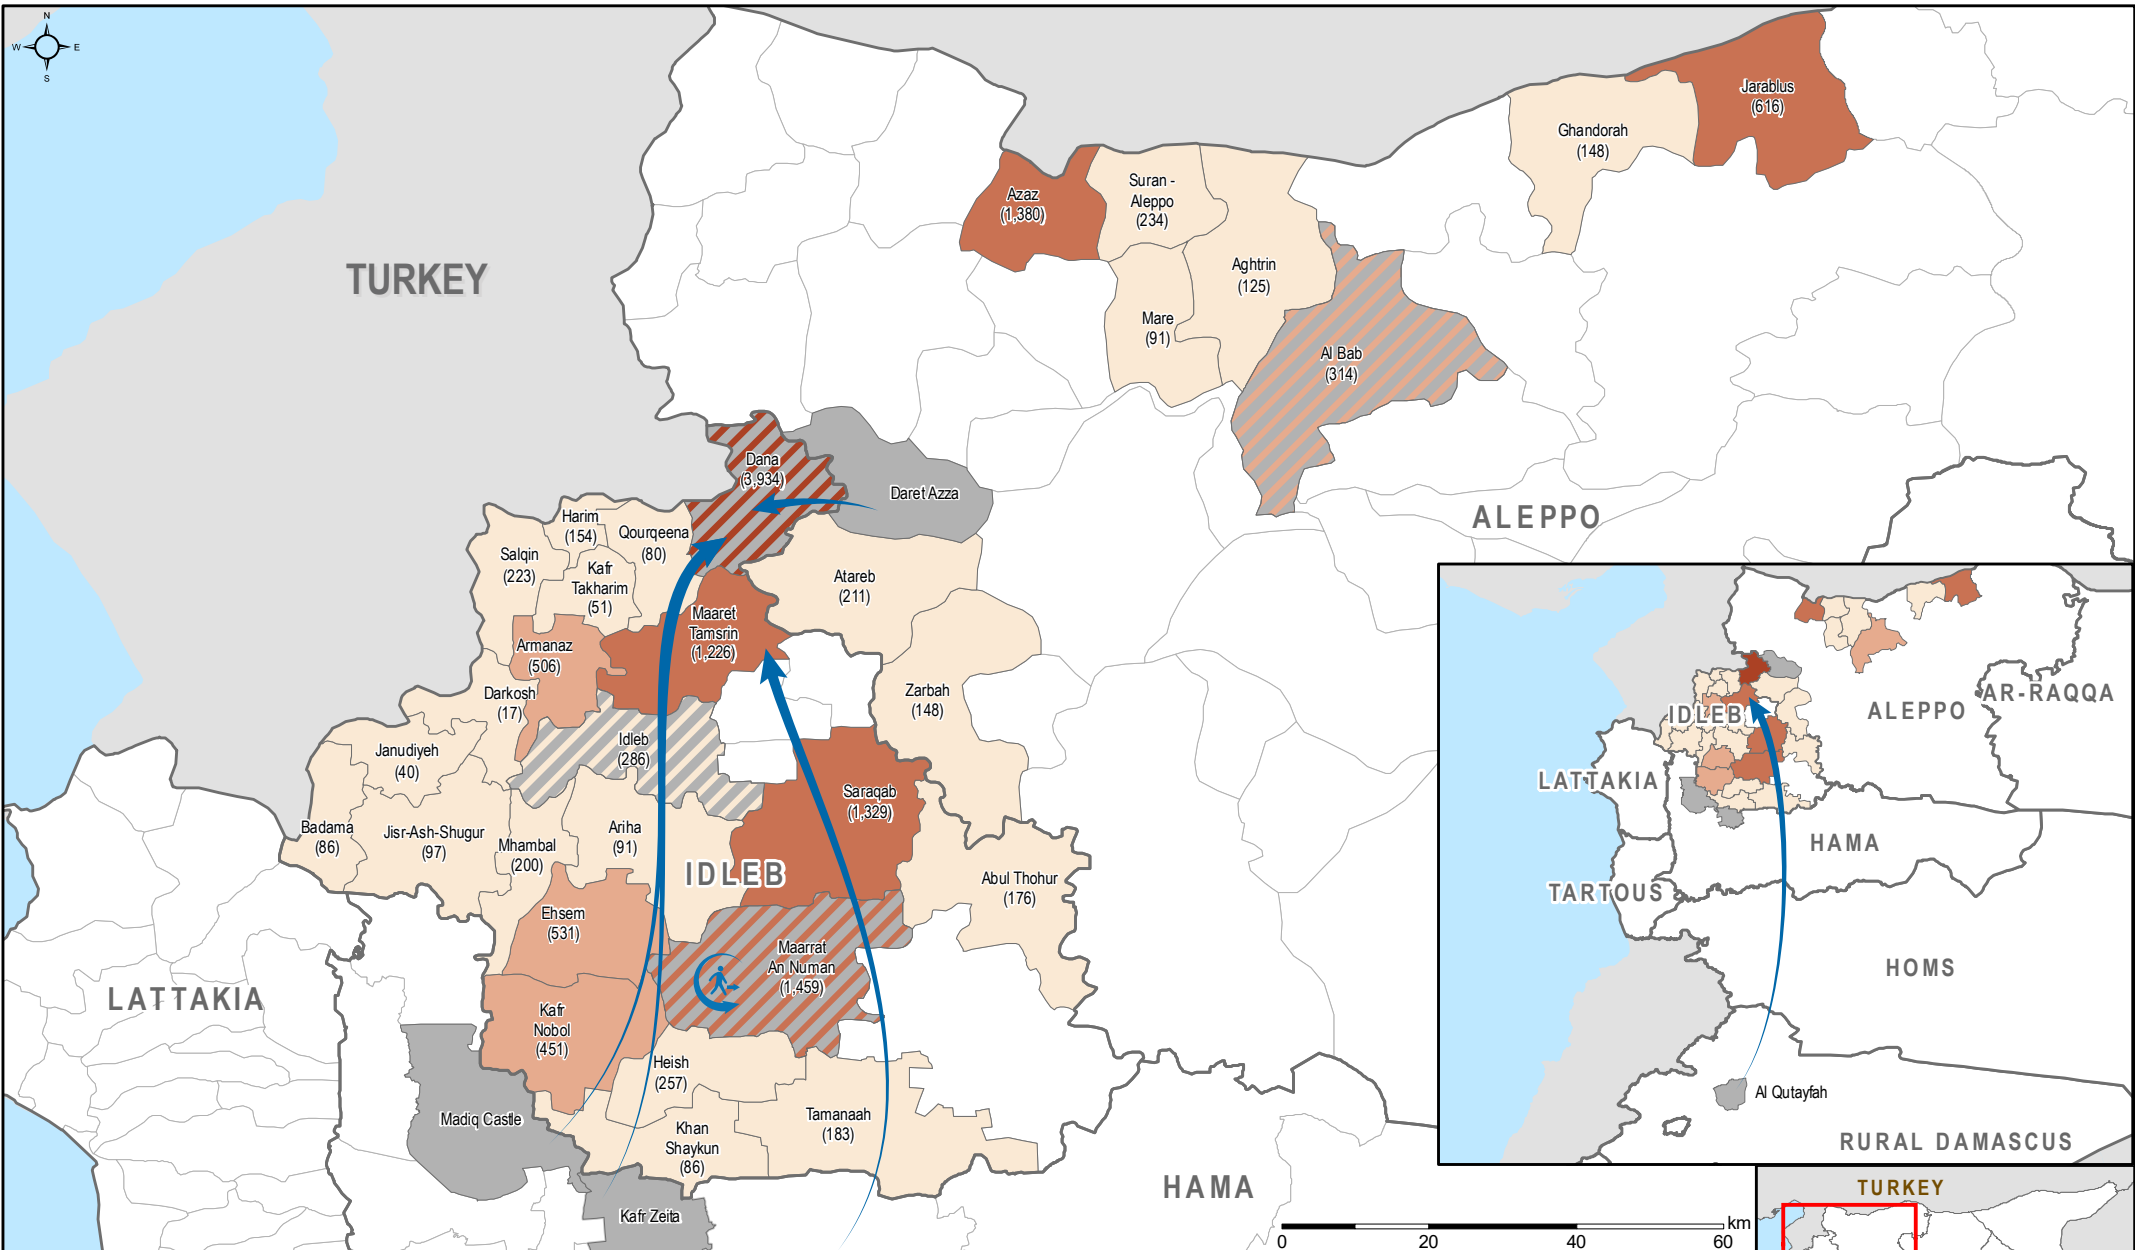 N
W
E
S
TURKEY
Jarablus
(616)
Ghandorah
(148)
Azaz
(1,380)
Suran -
Aleppo
(234)
Aghtrin
(125)
Mare
(91)
Al Bab
(314)
Dana
(3,934)
Daret Azza
ALEPPO
Harim
(154)
Qourqeena
(80)
Salqin
(223)
Kafr
Takharim
(51)
Atareb
(211)
Maaret
Tamsrin
(1,226)
Armanaz
(506)
Darkosh
(17)
Zarbah
(148)
Janudiyeh
(40)
Idleb
(286)
Saraqab
(1,329)
Badama
(86)
Jisr-Ash-Shugur
(97)
Mhambal
(200)
Ariha
(91)
IDLEB
Abul Thohur
(176)
Ehsem
(531)
Maarrat
An Numan
(1,459)
LATTAKIA
Kafr
Nobol
(451)
Heish
(257)
Madiq Castle
Khan
Shaykun
(86)
Tamanaah
(183)
Kafr Zeita
HAMA
km
0
20
40
60
IDLEB
ALEPPO
AR-RAQQA
LATTAKIA
HAMA
TARTOUS
HOMS
Al Qutayfah
RURAL DAMASCUS
TURKEY